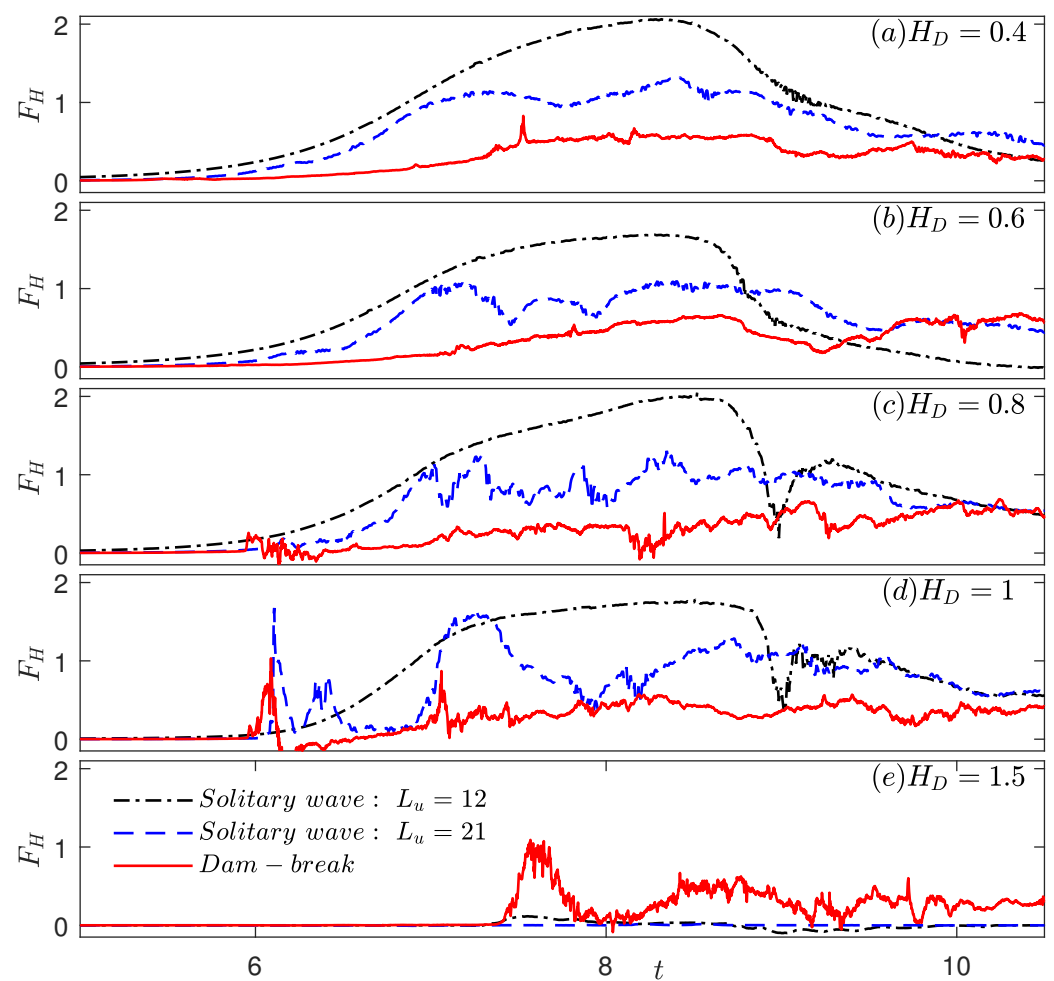 2
(a)H_D = 0.4
F_H
1
0
2
(b)H_D = 0.6
F_H
1
0
2
(c)H_D = 0.8
F_H
1
0
2
(d)H_D = 1
F_H
1
0
2
(e)H_D = 1.5
Solitary wave : L_u = 12
Solitary wave : L_u = 21
Dam − break
F_H
1
0
6 8 10
t